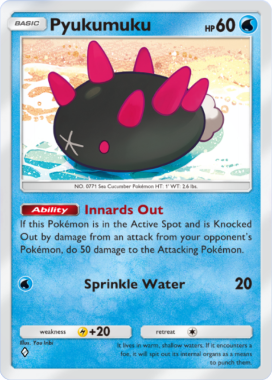 BASIC Pyukumuku HP 60
NO. 0771 Sea Cucumber Pokémon HT: 1' WT: 2.6 lbs.
Ability Innards Out
If this Pokémon is in the Active Spot and is Knocked
Out by damage from an attack from your opponent's
Pokémon, do 50 damage to the Attacking Pokémon.
Sprinkle Water 20
weakness +20 retreat
Illus. You Iribi
It lives in warm, shallow waters. If it encounters a
foe, it will spit out its internal organs as a means
to punch them.